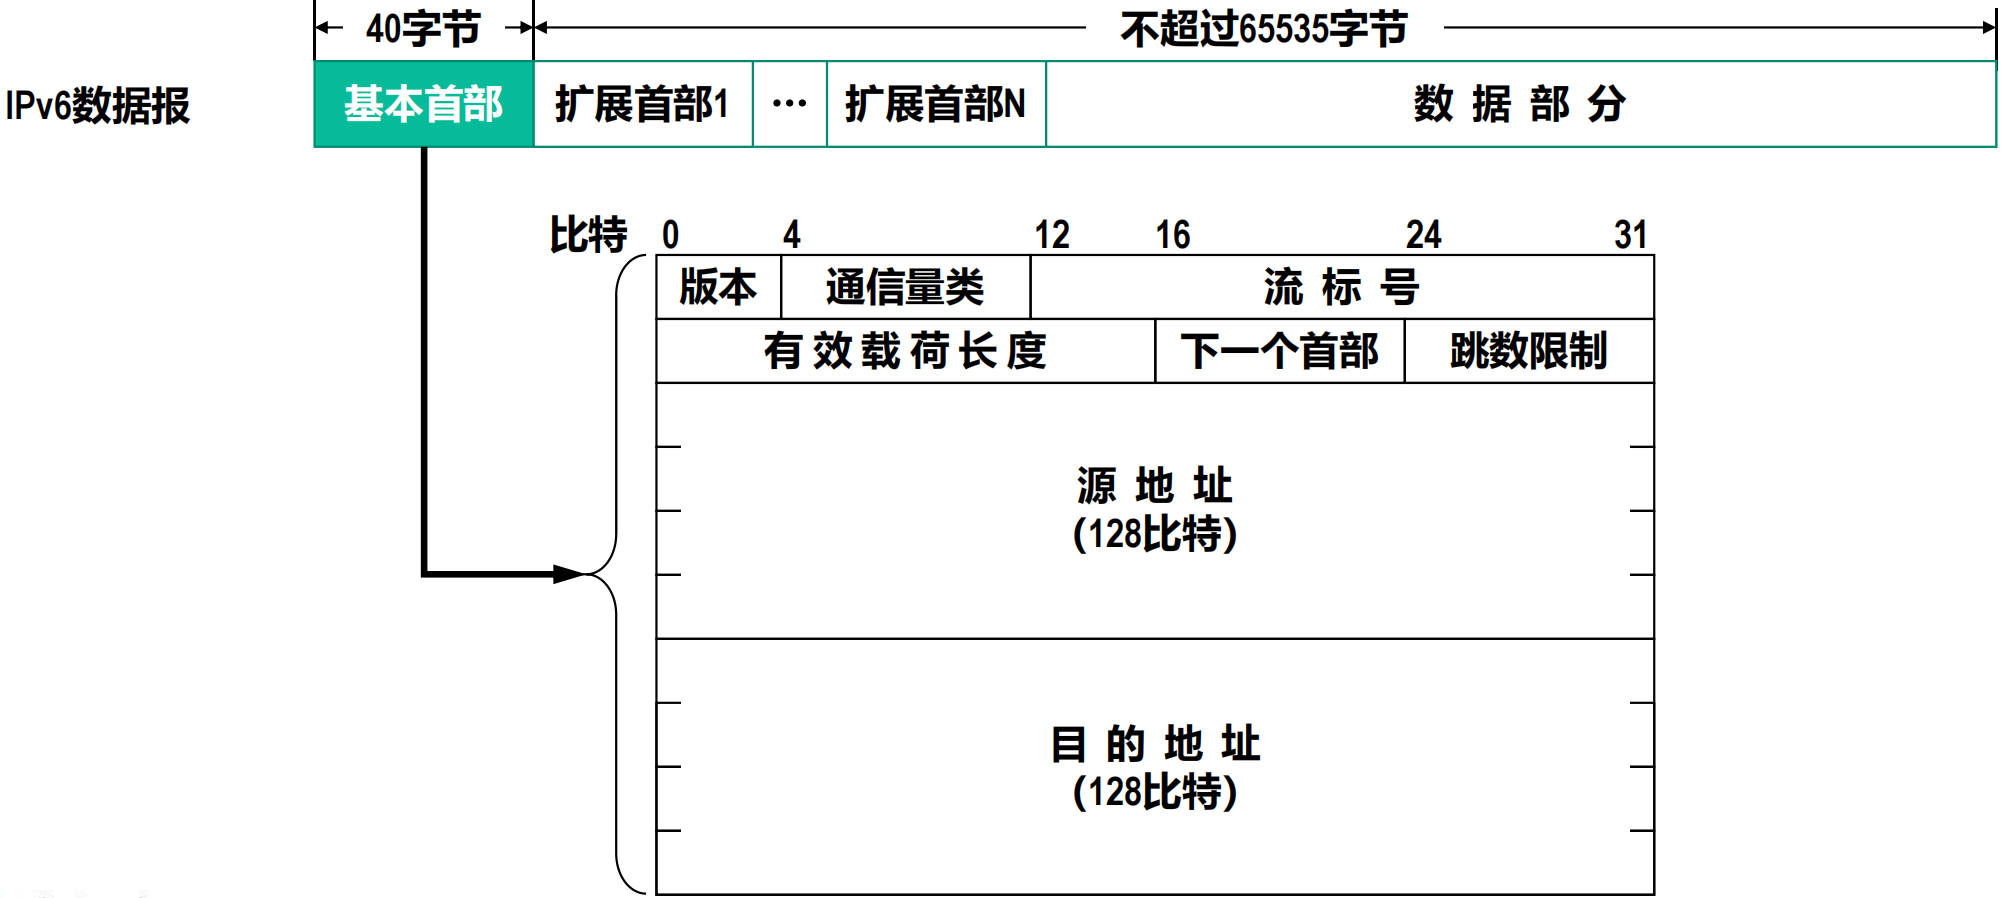 40字节 不超过65535字节
IPv6数据报 基本首部 扩展首部1 … 扩展首部N 数据部分
比特 0 4 12 16 24 31
版本 通信量类 流标号
有效载荷长度 下一个首部 跳数限制
源地址
(128比特)
目的地址
(128比特)